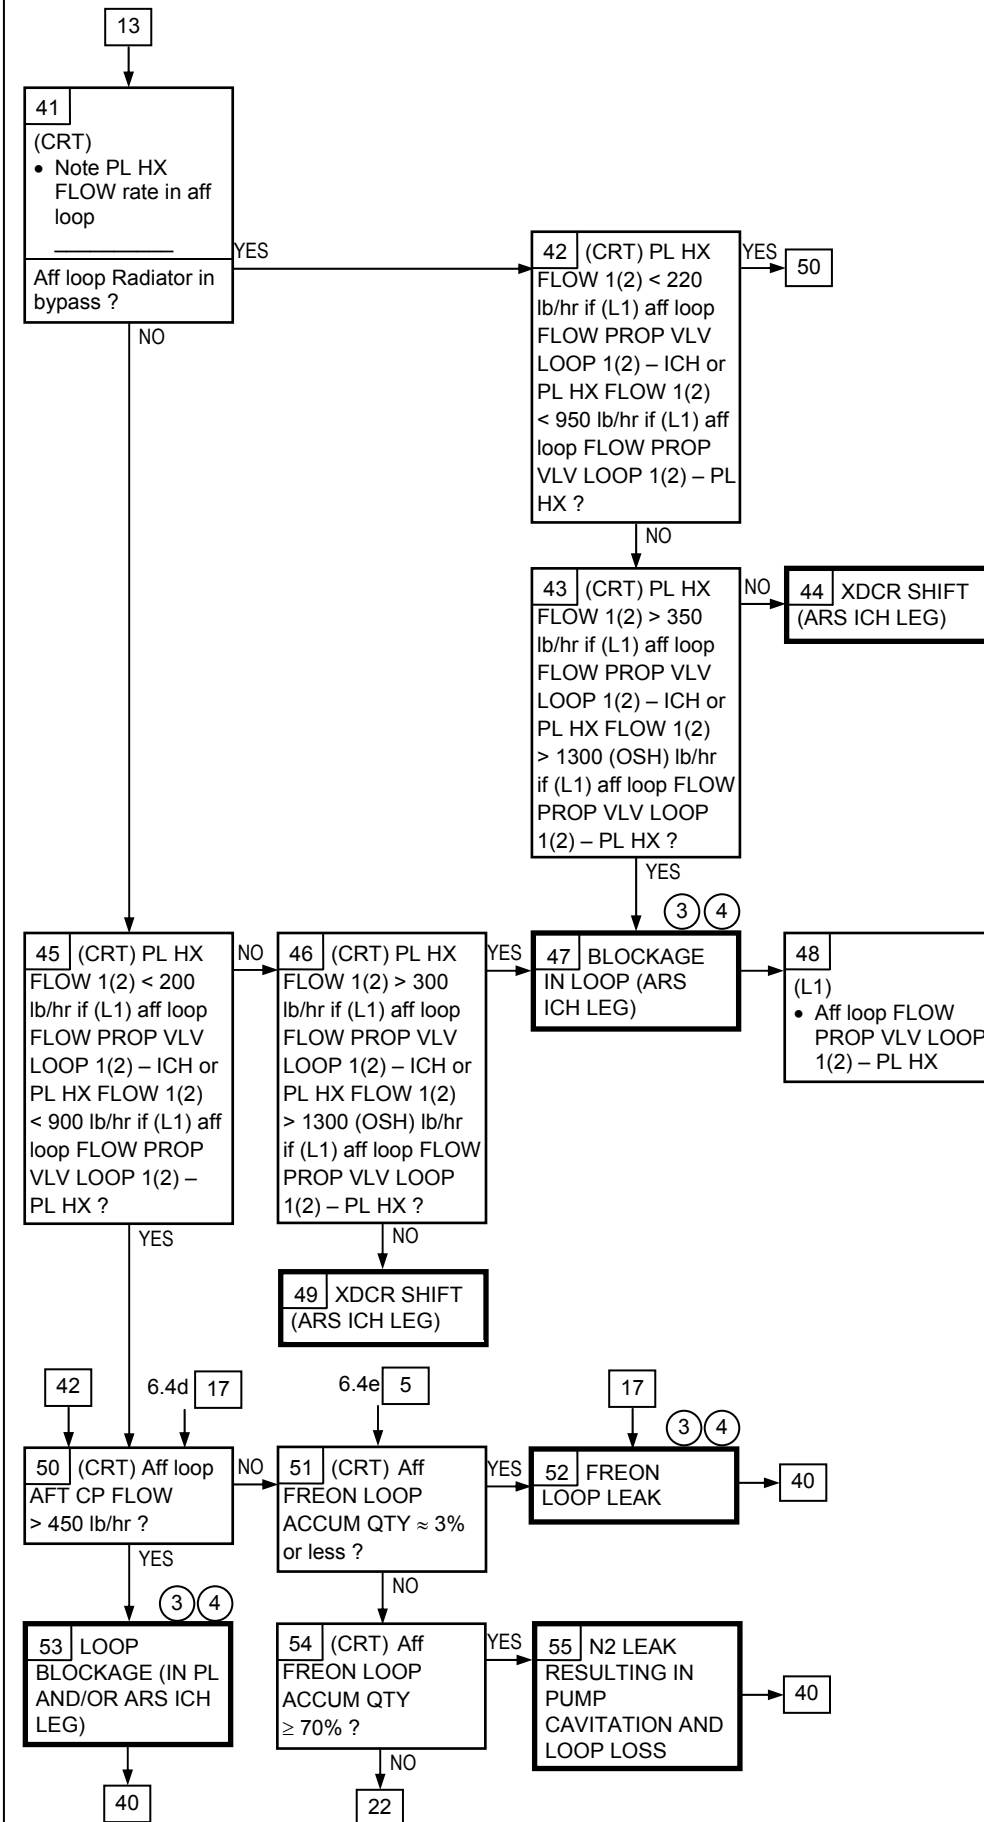 13
41
(CRT)
• Note PL HX
FLOW rate in aff
loop
__________
Aff loop Radiator in
bypass ?
YES
NO
42 (CRT) PL HX
FLOW 1(2) < 220
lb/hr if (L1) aff loop
FLOW PROP VLV
LOOP 1(2) – ICH or
PL HX FLOW 1(2)
< 950 lb/hr if (L1) aff
loop FLOW PROP
VLV LOOP 1(2) – PL
HX ?
YES
50
NO
43 (CRT) PL HX
FLOW 1(2) > 350
lb/hr if (L1) aff loop
FLOW PROP VLV
LOOP 1(2) – ICH or
PL HX FLOW 1(2)
> 1300 (OSH) lb/hr
if (L1) aff loop FLOW
PROP VLV LOOP
1(2) – PL HX ?
NO
44 XDCR SHIFT
(ARS ICH LEG)
YES
3 4
45 (CRT) PL HX
FLOW 1(2) < 200
lb/hr if (L1) aff loop
FLOW PROP VLV
LOOP 1(2) – ICH or
PL HX FLOW 1(2)
< 900 lb/hr if (L1) aff
loop FLOW PROP
VLV LOOP 1(2) –
PL HX ?
NO
46 (CRT) PL HX
FLOW 1(2) > 300
lb/hr if (L1) aff loop
FLOW PROP VLV
LOOP 1(2) – ICH or
PL HX FLOW 1(2)
> 1300 (OSH) lb/hr
if (L1) aff loop FLOW
PROP VLV LOOP
1(2) – PL HX ?
YES
47 BLOCKAGE
IN LOOP (ARS
ICH LEG)
48
(L1)
• Aff loop FLOW
PROP VLV LOOP
1(2) – PL HX
YES
NO
49 XDCR SHIFT
(ARS ICH LEG)
42
6.4d 17
6.4e 5
17
3 4
50 (CRT) Aff loop
AFT CP FLOW
> 450 lb/hr ?
NO
51 (CRT) Aff
FREON LOOP
ACCUM QTY ≈ 3%
or less ?
YES
52 FREON
LOOP LEAK
40
YES
NO
3 4
53 LOOP
BLOCKAGE (IN PL
AND/OR ARS ICH
LEG)
54 (CRT) Aff
FREON LOOP
ACCUM QTY
≥ 70% ?
YES
55 N2 LEAK
RESULTING IN
PUMP
CAVITATION AND
LOOP LOSS
40
NO
40
22